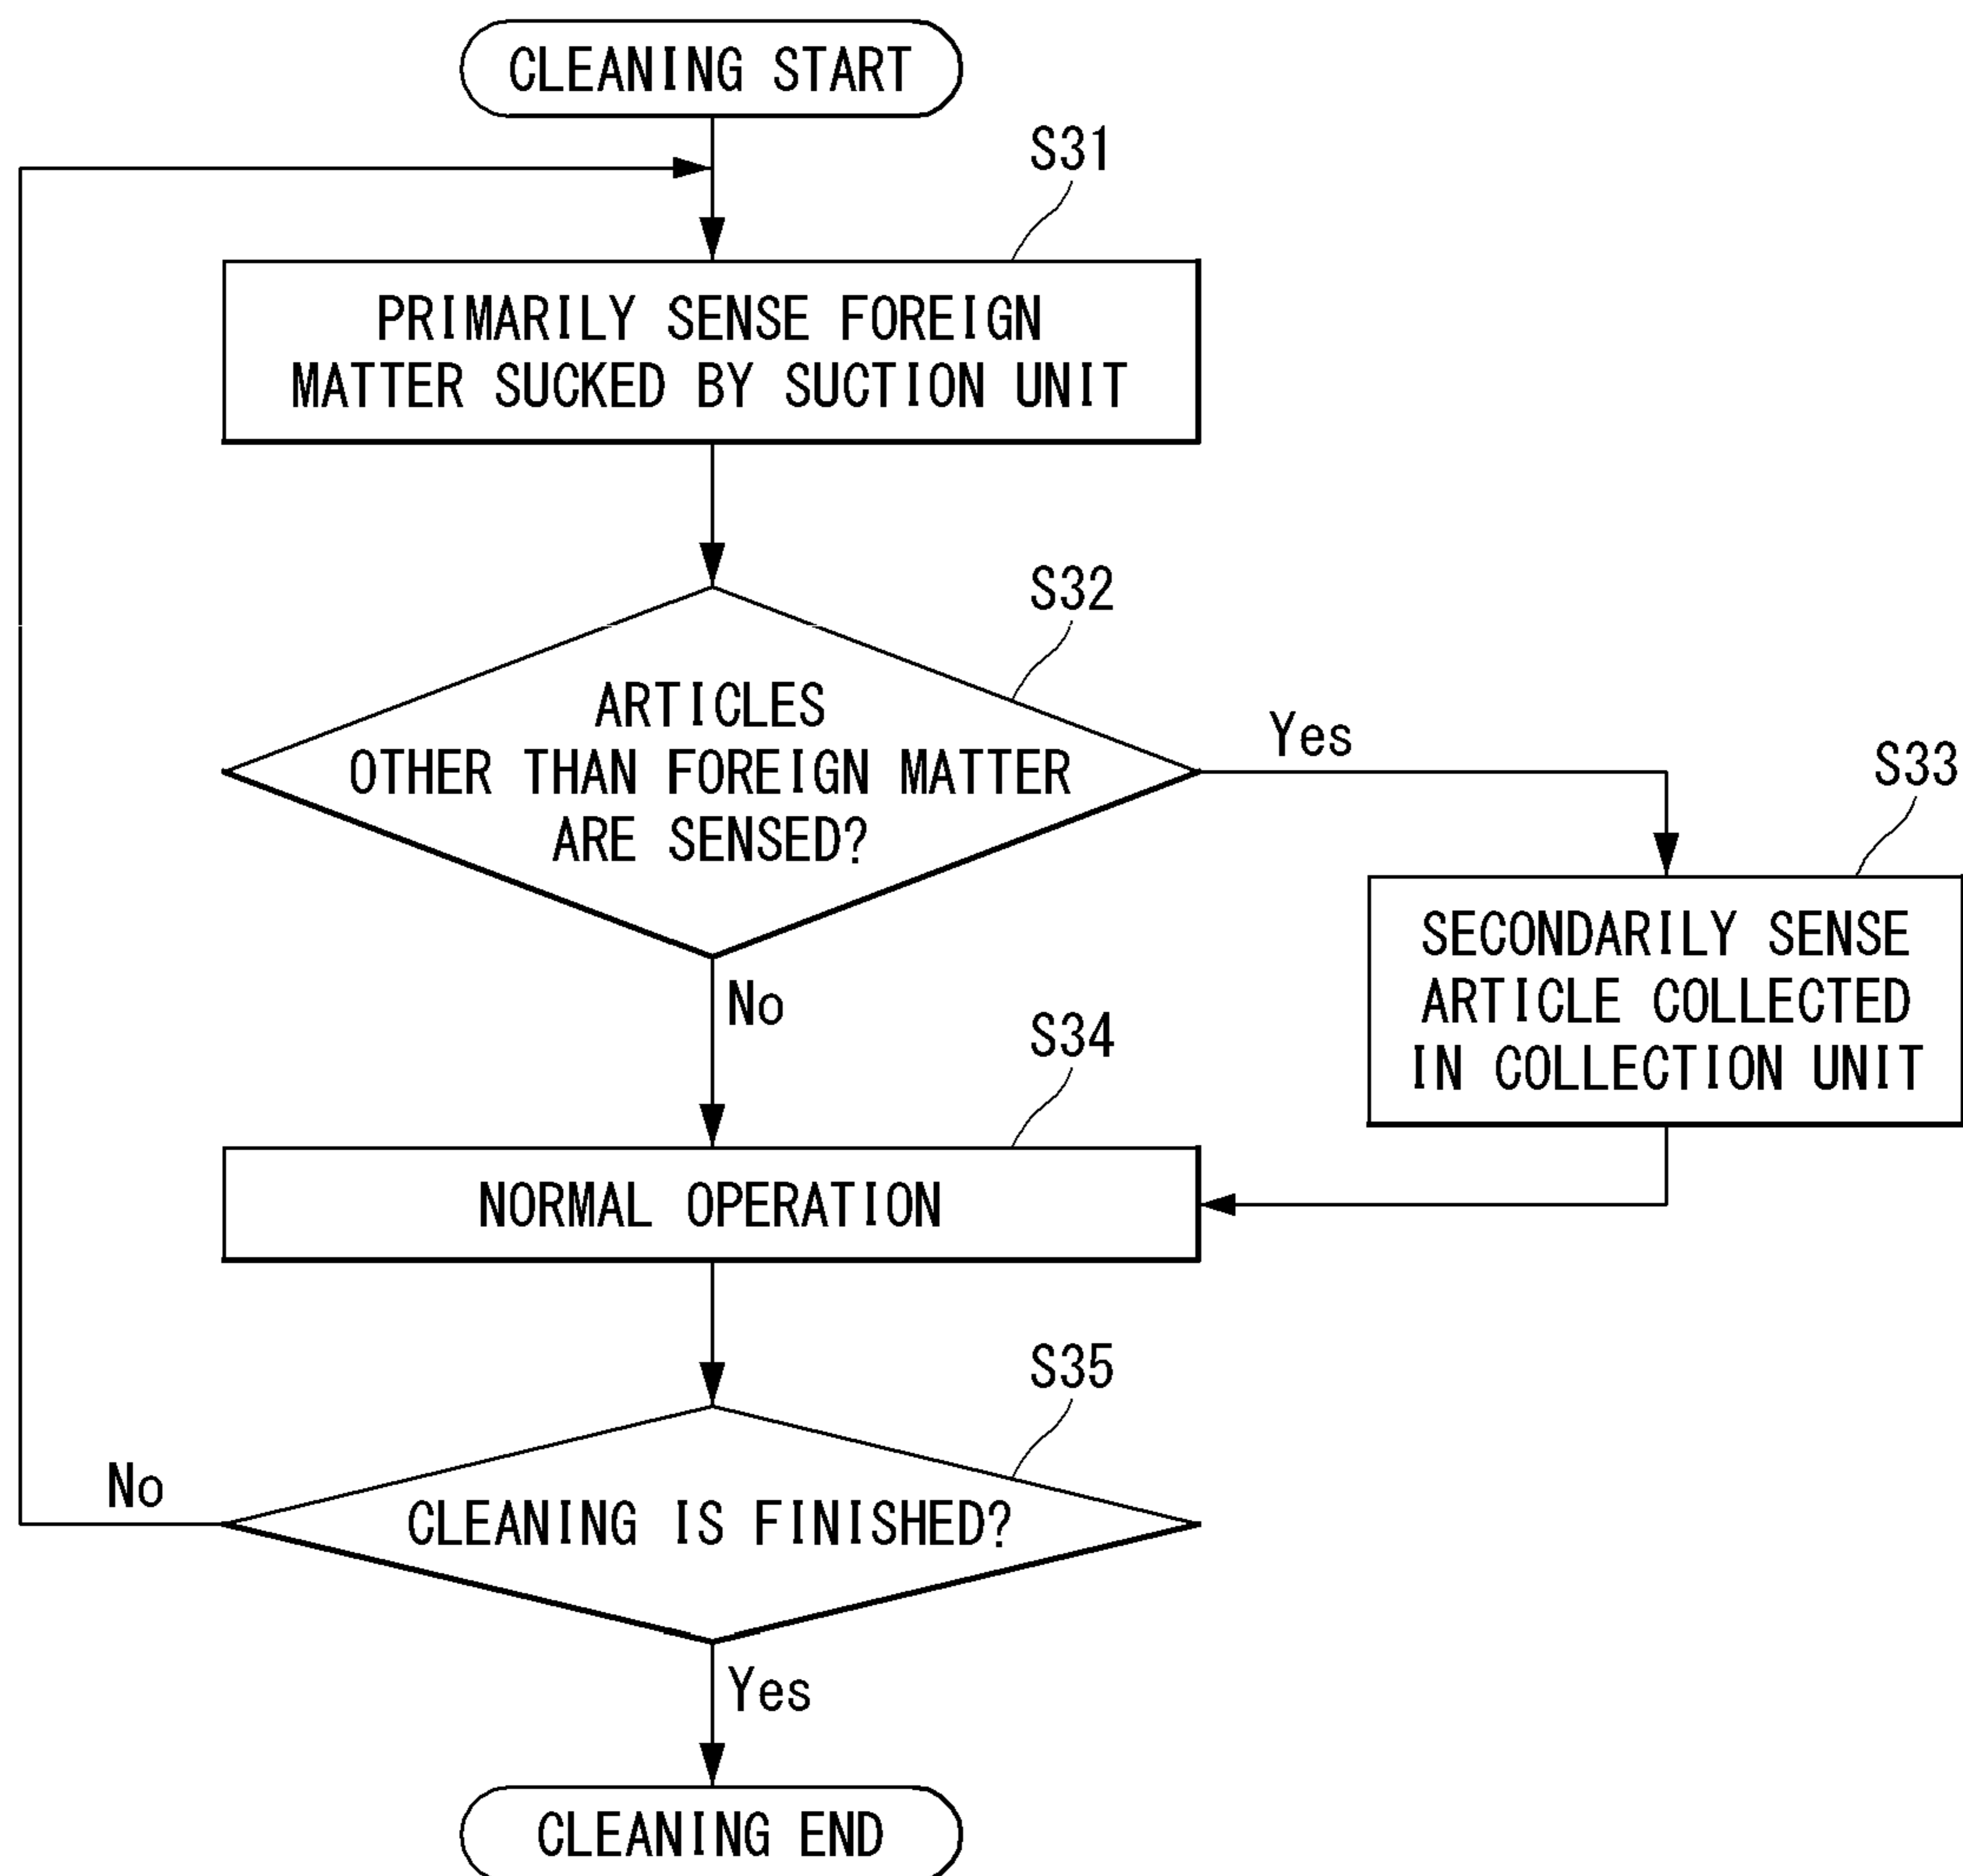 CLEANING START
S31
PRIMARILY SENSE FOREIGN
MATTER SUCKED BY SUCTION UNIT
S32
ARTICLES
OTHER THAN FOREIGN MATTER
ARE SENSED?
Yes
S33
SECONDARILY SENSE
ARTICLE COLLECTED
IN COLLECTION UNIT
No
S34
NORMAL OPERATION
S35
CLEANING IS FINISHED?
No
Yes
CLEANING END